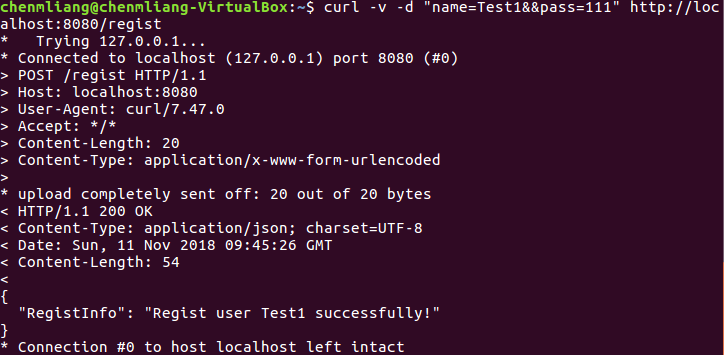 chenmliang@chenmliang-VirtualBox:~$ curl -v -d "name=Test1&&pass=111" http://loc
alhost:8080/regist
*   Trying 127.0.0.1...
* Connected to localhost (127.0.0.1) port 8080 (#0)
> POST /regist HTTP/1.1
> Host: localhost:8080
> User-Agent: curl/7.47.0
> Accept: */*
> Content-Length: 20
> Content-Type: application/x-www-form-urlencoded
>
* upload completely sent off: 20 out of 20 bytes
< HTTP/1.1 200 OK
< Content-Type: application/json; charset=UTF-8
< Date: Sun, 11 Nov 2018 09:45:26 GMT
< Content-Length: 54
<
{
  "RegistInfo": "Regist user Test1 successfully!"
}
* Connection #0 to host localhost left intact